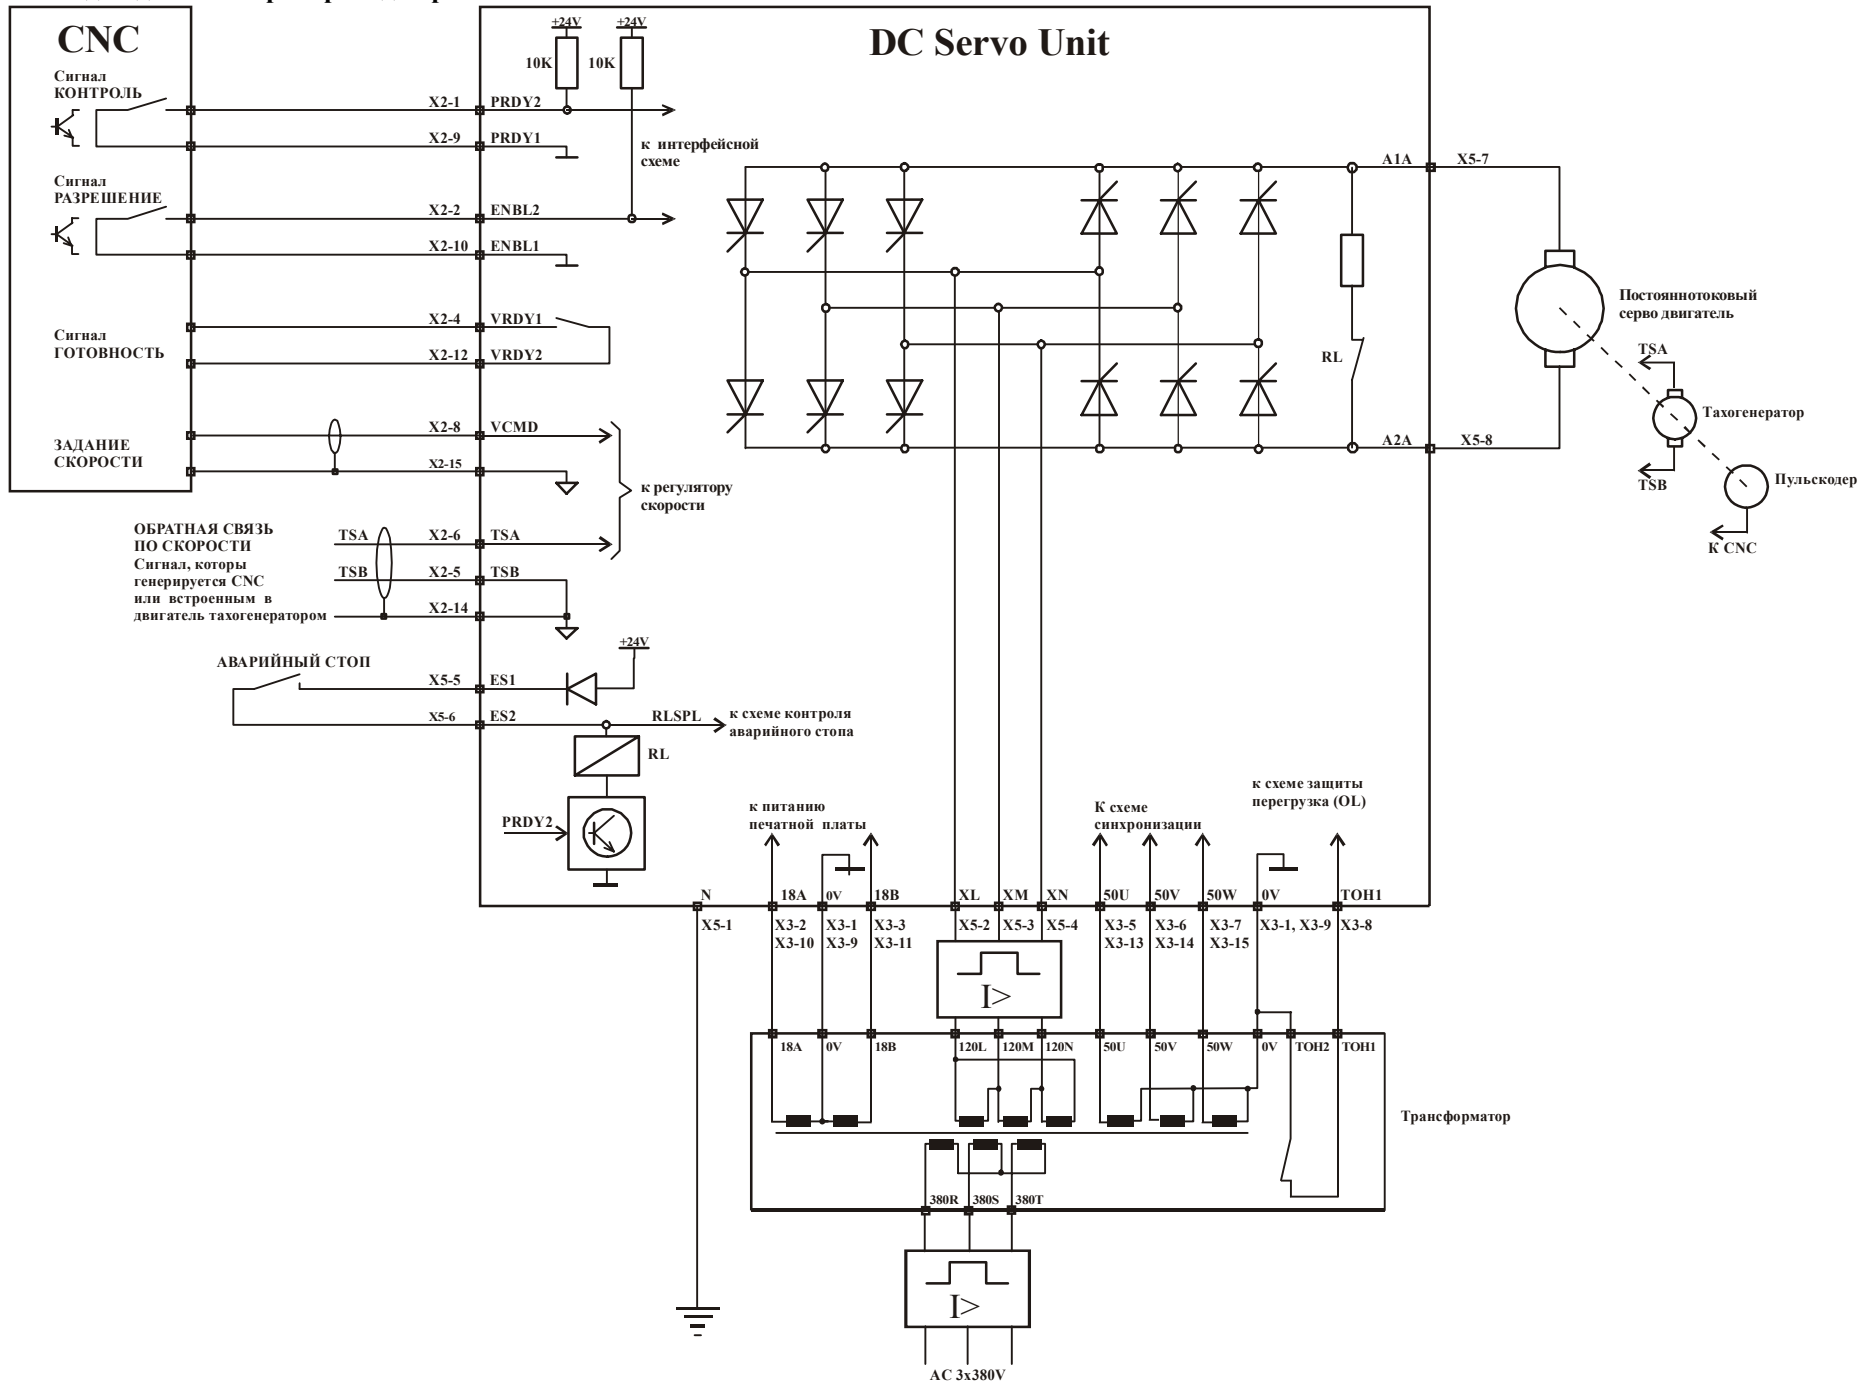 CNC
DC Servo Unit
+24V
+24V
10K
10K
Сигнал
КОНТРОЛЬ
X2-1
PRDY2
X2-9
PRDY1
к интерфейсной
схеме
Сигнал
РАЗРЕШЕНИЕ
X2-2
ENBL2
X2-10
ENBL1
A1A
X5-7
Сигнал
ГОТОВНОСТЬ
X2-4
VRDY1
X2-12
VRDY2
RL
Постояннотоковый
серво двигатель
TSA
Тахогенератор
TSB
Пульскодер
К CNC
ЗАДАНИЕ
СКОРОСТИ
X2-8
VCMD
X2-15
A2A
X5-8
к регулятору
скорости
ОБРАТНАЯ СВЯЗЬ
ПО СКОРОСТИ
Сигнал, которы
генерируется CNC
или встроенным в
двигатель тахогенератором
TSA
X2-6
TSA
TSB
X2-5
TSB
X2-14
+24V
АВАРИЙНЫЙ СТОП
X5-5
ES1
X5-6
ES2
RLSPL
к схеме контроля
аварийного стопа
RL
PRDY2
к питанию
печатной платы
К схеме
синхронизации
к схеме защиты
перегрузка (OL)
N
18A
0V
18B
XL
XM
XN
50U
50V
50W
0V
TOH1
X5-1
X3-2
X3-10
X3-1
X3-9
X3-3
X3-11
X5-2
X5-3
X5-4
X3-5
X3-13
X3-6
X3-14
X3-7
X3-15
X3-1, X3-9
X3-8
I>
18A
0V
18B
120L
120M
120N
50U
50V
50W
0V
TOH2
TOH1
Трансформатор
380R
380S
380T
I>
AC 3x380V